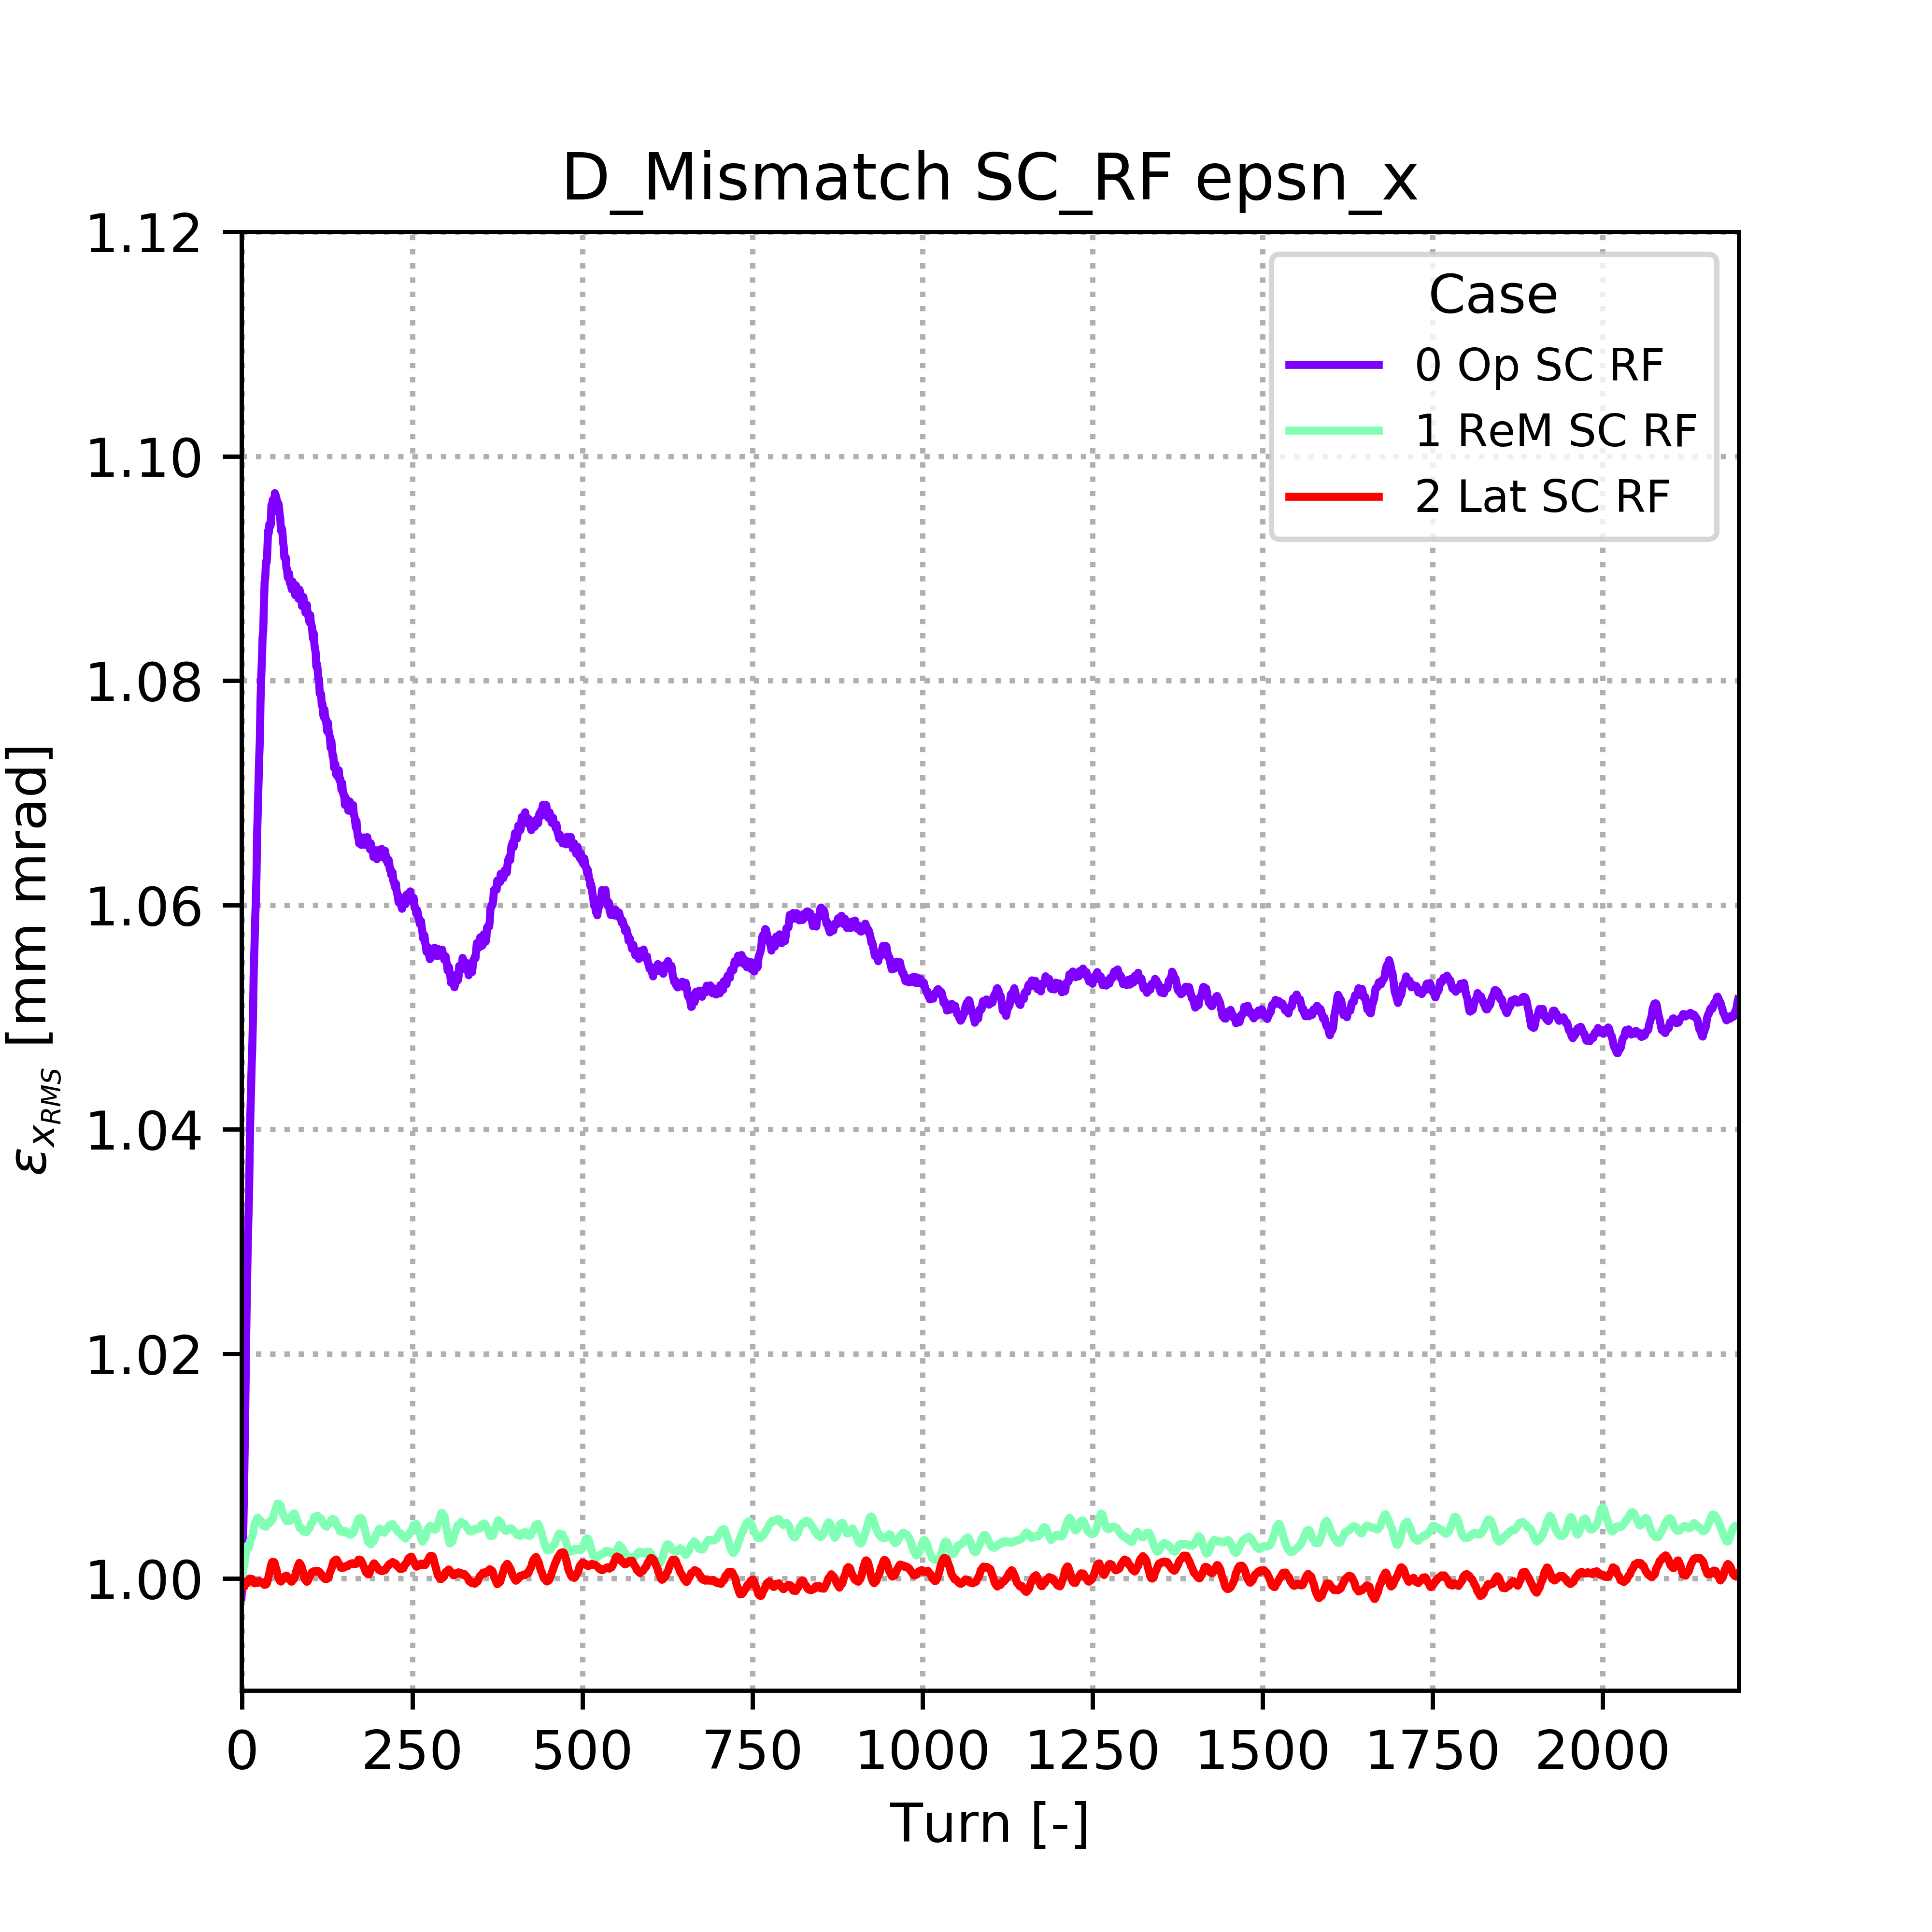 D_Mismatch SC_RF epsn_x
1.12
1.10
1.08
1.06
1.04
1.02
1.00
ε_{x_{RMS}} [mm mrad]
Case
0 Op SC RF
1 ReM SC RF
2 Lat SC RF
0 250 500 750 1000 1250 1500 1750 2000
Turn [-]